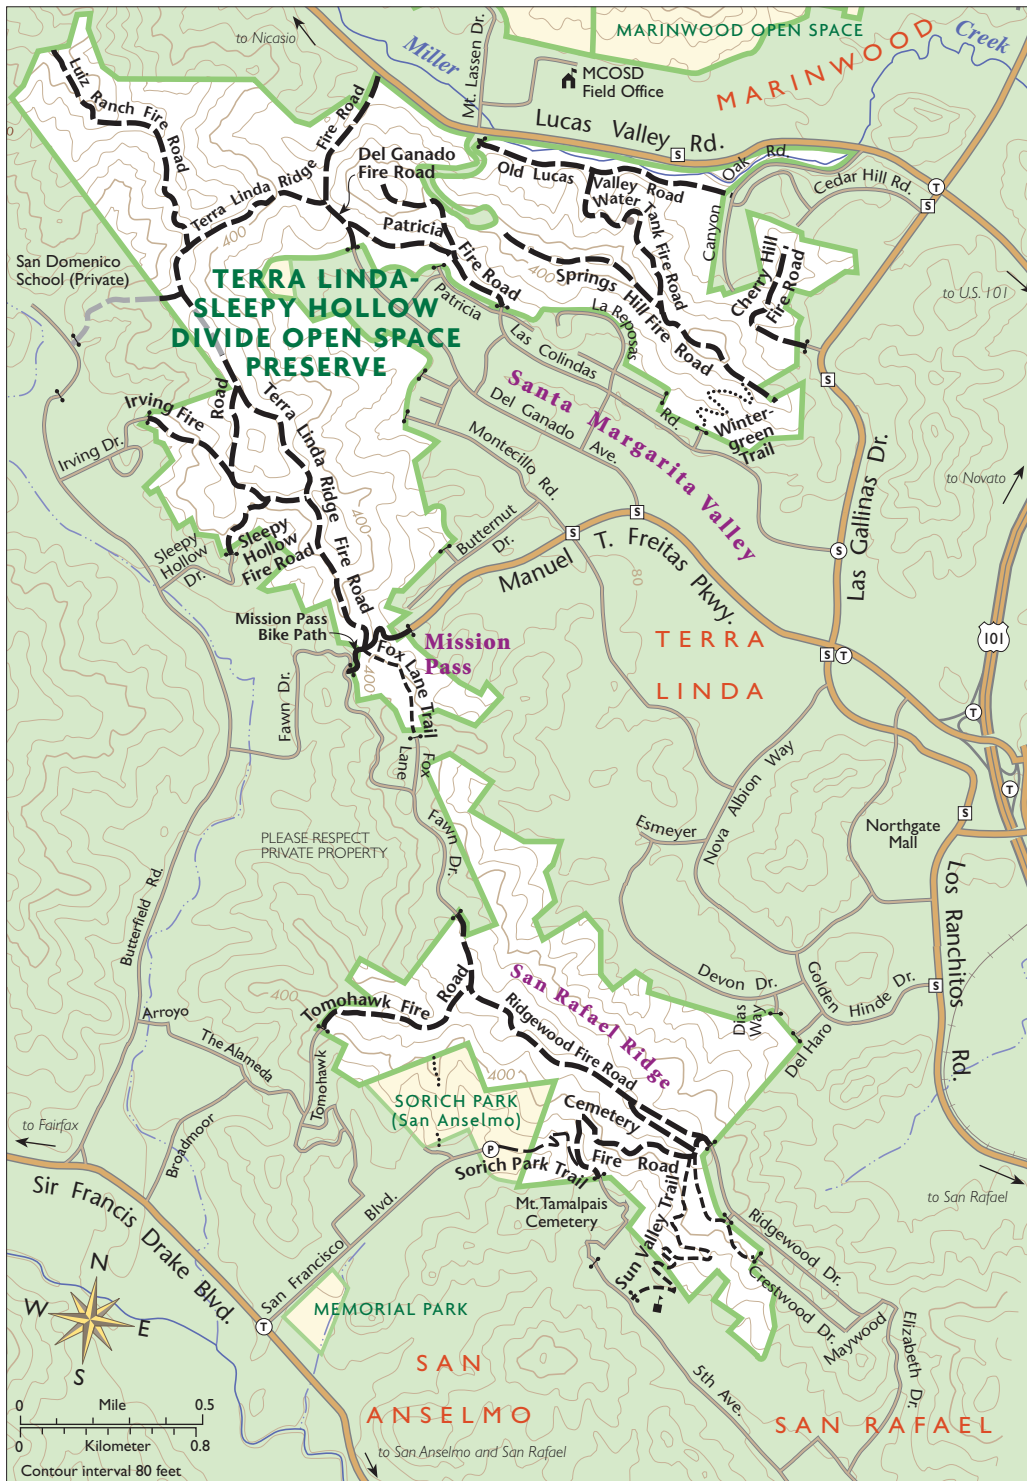 to Nicasio
Miller
Mt. Lassen Dr.
MCOSD
Field Office
MARINWOOD OPEN SPACE
MARINWOOD
Creek
Lucas Valley Rd.
Luiz Ranch Fire Road
Terra Linda Ridge Fire Road
Del Ganado
Fire Road
Old Lucas Valley Road
Oak Rd.
Canyon
Cedar Hill Rd.
S
T
S
Water Tank Fire Road
Patricia Fire Road
400
400
Springs Hill Fire Road
Cherry Hill
Fire Road
to U.S. 101
San Domenico
School (Private)
TERRA LINDA-
SLEEPY HOLLOW
DIVIDE OPEN SPACE
PRESERVE
Patricia
La Reposas
Las Colindas
Rd.
Santa Margarita Valley
Winter-
green
Trail
S
Irving Fire
Road
Terra Linda Ridge Fire Road
Irving Dr.
Del Ganado Ave.
Montecillo Rd.
Las Gallinas Dr.
to Novato
400
Sleepy
Hollow
Dr.
Sleepy
Hollow
Fire Road
Butternut
Dr.
S
S
S
Manuel T. Freitas Pkwy.
80
Mission Pass
Bike Path
Mission
Pass
TERRA
LINDA
101
S
T
T
T
400
Fox Lane Trail
Fawn Dr.
Fox
Lane
Fawn Dr.
Nova Albion Way
Esmeyer
Northgate
Mall
S
PLEASE RESPECT
PRIVATE PROPERTY
Butterfield Rd.
Los Ranchitos Rd.
San Rafael Ridge
Devon Dr.
Dias
Way
Golden
Hinde Dr.
S
Del Haro
400
Tomohawk Fire Road
Ridgewood Fire Road
Arroyo
The Alameda
Tomohawk
400
SORICH PARK
(San Anselmo)
Cemetery
Fire Road
P
Sorich Park Trail
Broadmoor
to Fairfax
Mt. Tamalpais
Cemetery
Sun Valley Trail
to San Rafael
Sir Francis Drake Blvd.
San Francisco Blvd.
Ridgewood Dr.
Crestwood Dr.
Maywood
Elizabeth Dr.
N
W
E
S
T
MEMORIAL PARK
SAN
ANSELMO
5th Ave.
SAN RAFAEL
0 Mile 0.5
0 Kilometer 0.8
Contour interval 80 feet
to San Anselmo and San Rafael